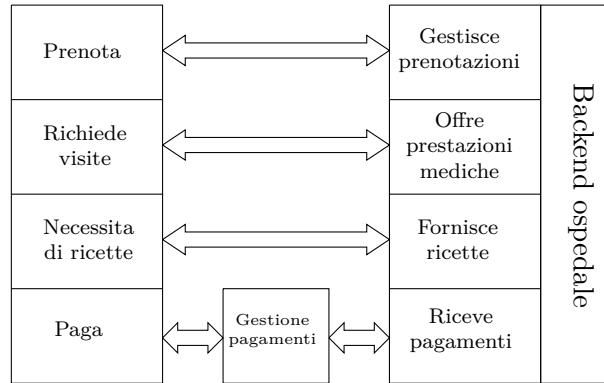 Prenota
Gestisce
prenotazioni
Richiede
visite
Offre
prestazioni
mediche
Necessita
di ricette
Fornisce
ricette
Paga
Gestione
pagamenti
Riceve
pagamenti
Backend ospedale